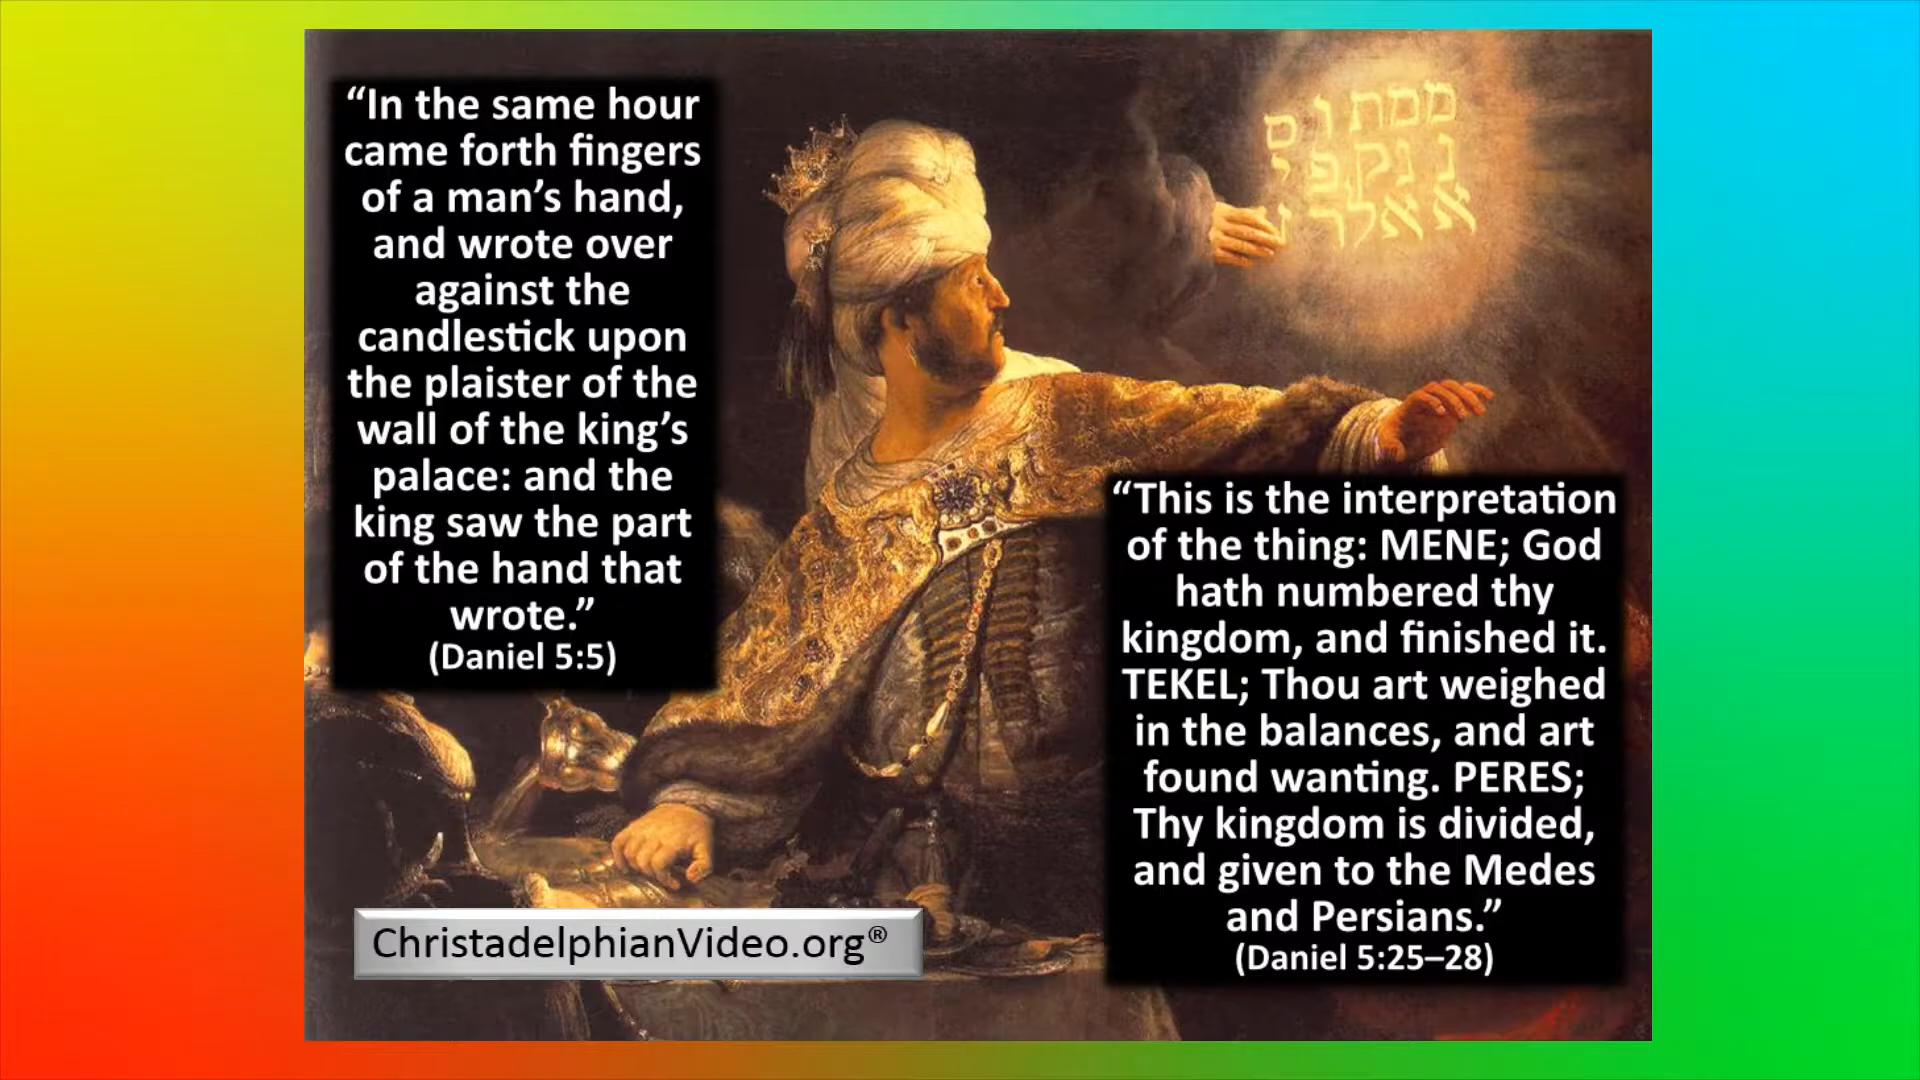 “In the same hour
came forth fingers
of a man’s hand,
and wrote over
against the
candlestick upon
the plaister of the
wall of the king’s
palace: and the
king saw the part
of the hand that
wrote.”
(Daniel 5:5)
ממתוס
ננקפי
אאלרן
“This is the interpretation
of the thing: MENE; God
hath numbered thy
kingdom, and finished it.
TEKEL; Thou art weighed
in the balances, and art
found wanting. PERES;
Thy kingdom is divided,
and given to the Medes
and Persians.”
(Daniel 5:25–28)
ChristadelphianVideo.org®